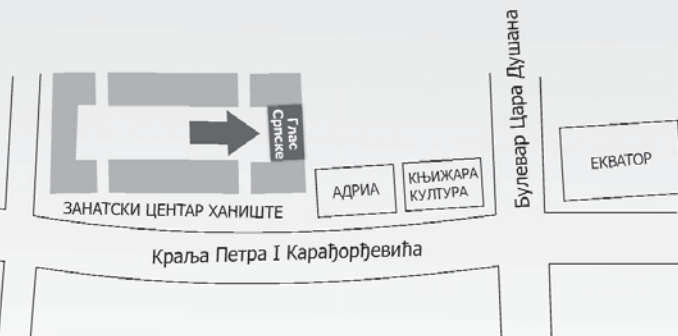 Булевар Цара Душана
Глас
Српске
ЕКВАТОР
АДРИА
КЊИЖАРА
КУЛТУРА
ЗАНАТСКИ ЦЕНТАР ХАНИШТЕ
Краља Петра I Карађорђевића